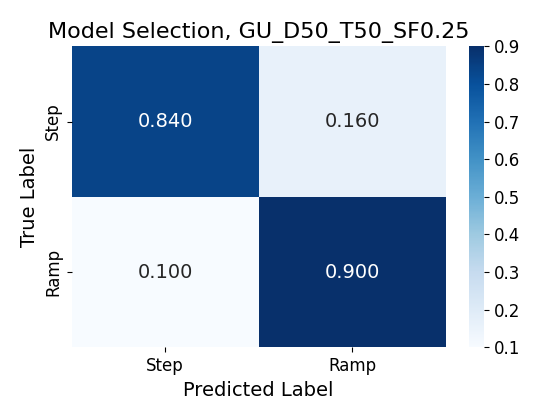 Model Selection, GU_D50_T50_SF0.25
True Label
Step
0.840
0.160
Ramp
0.100
0.900
Step
Ramp
Predicted Label
0.9
0.8
0.7
0.6
0.5
0.4
0.3
0.2
0.1